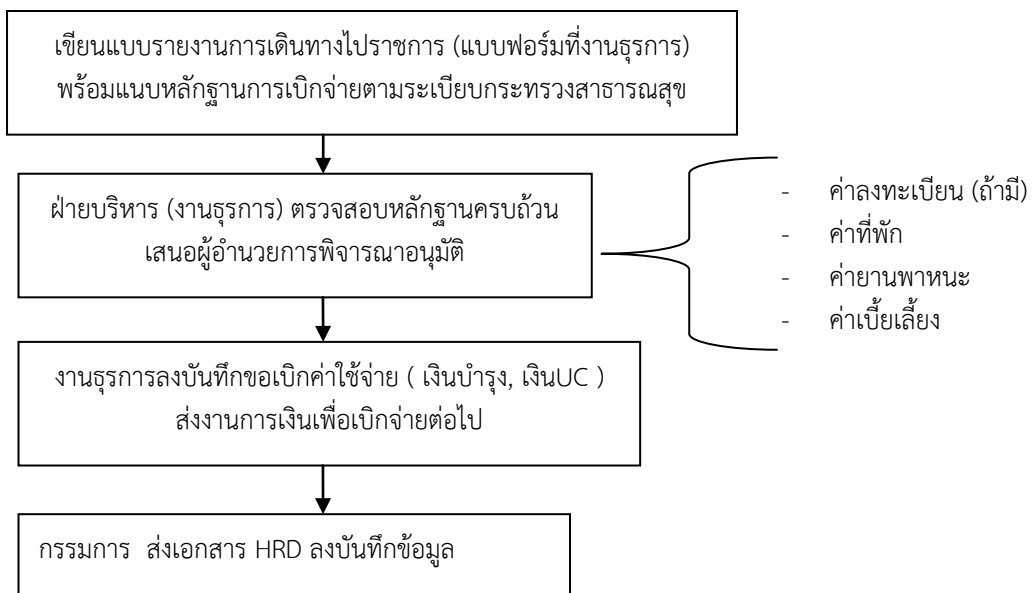 เขียนแบบรายงานการเดินทางไปราชการ (แบบฟอร์มที่งานธุรการ)
พร้อมแนบหลักฐานการเบิกจ่ายตามระเบียบกระทรวงสาธารณสุข
ฝ่ายบริหาร (งานธุรการ) ตรวจสอบหลักฐานครบถ้วน
เสนอผู้อำนวยการพิจารณาอนุมัติ
- ค่าลงทะเบียน (ถ้ามี)
- ค่าที่พัก
- ค่ายานพาหนะ
- ค่าเบี้ยเลี้ยง
งานธุรการลงบันทึกขอเบิกค่าใช้จ่าย ( เงินบำรุง, เงินUC )
ส่งงานการเงินเพื่อเบิกจ่ายต่อไป
กรรมการ ส่งเอกสาร HRD ลงบันทึกข้อมูล